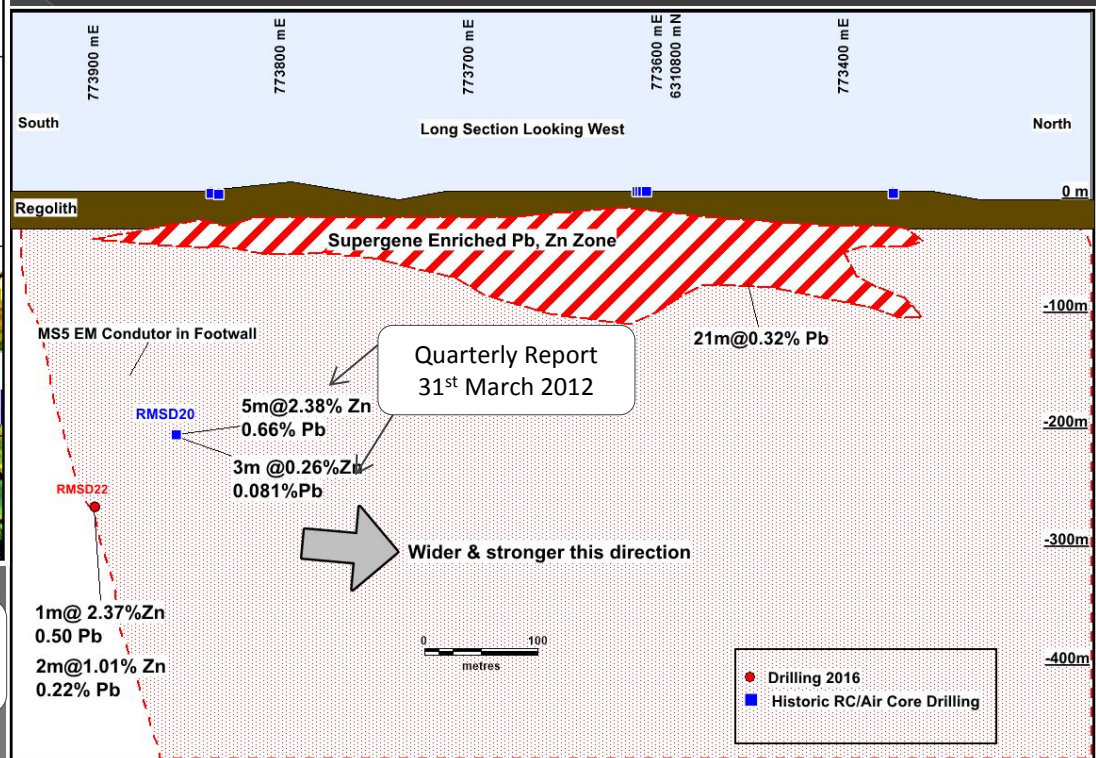 773900 mE
773800 mE
773700 mE
773600 mE
6310800 mN
773400 mE
South
Long Section Looking West
North
0 m
Regolith
Supergene Enriched Pb, Zn Zone
-100m
MS5 EM Condutor in Footwall
21m@0.32% Pb
Quarterly Report
31st March 2012
RMSD20
5m@2.38% Zn
0.66% Pb
-200m
3m @0.26%Zn
0.081%Pb
RMSD22
-300m
Wider & stronger this direction
1m@ 2.37%Zn
0.50 Pb
2m@1.01% Zn
0.22% Pb
0 100
metres
-400m
Drilling 2016
Historic RC/Air Core Drilling